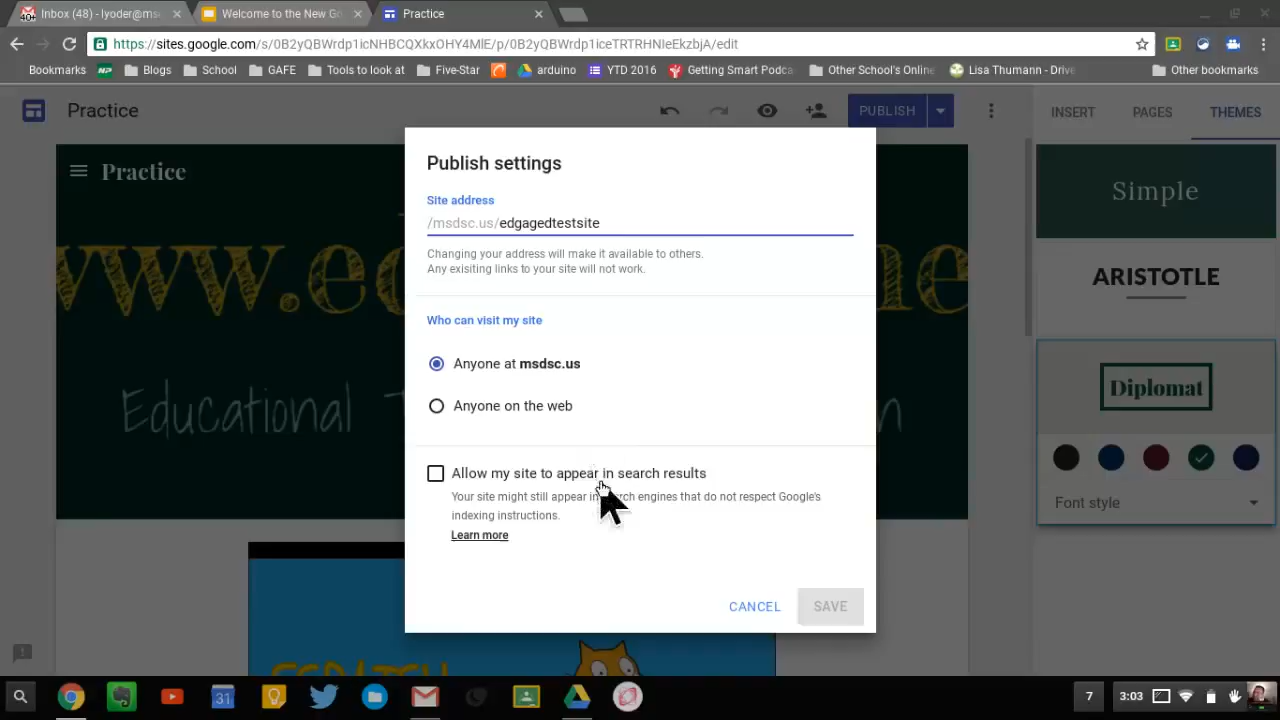 Inbox (48) - lyoder@ms
Welcome to the New Go
Practice
https://sites.google.com/s/0B2yQBWrdp1icNHBCQXkxOHY4MlE/p/0B2yQBWrdp1iceTRTRHNIeEkzbjA/edit
Bookmarks
NP
Blogs
School
GAFE
Tools to look at
Five-Star
arduino
YTD 2016
Getting Smart Podca
Other School's Online
Lisa Thumann - Drive
Other bookmarks
Practice
PUBLISH
INSERT
PAGES
THEMES
Practice
www.ed
ne
Educational
Publish settings
Site address
/msdsc.us/edgagedtestsite
Changing your address will make it available to others.
Any exisiting links to your site will not work.
Who can visit my site
Anyone at msdsc.us
Anyone on the web
Allow my site to appear in search results
Your site might still appear in search engines that do not respect Google's
indexing instructions.
Learn more
CANCEL
SAVE
Simple
ARISTOTLE
Diplomat
Font style
31
7
3:03